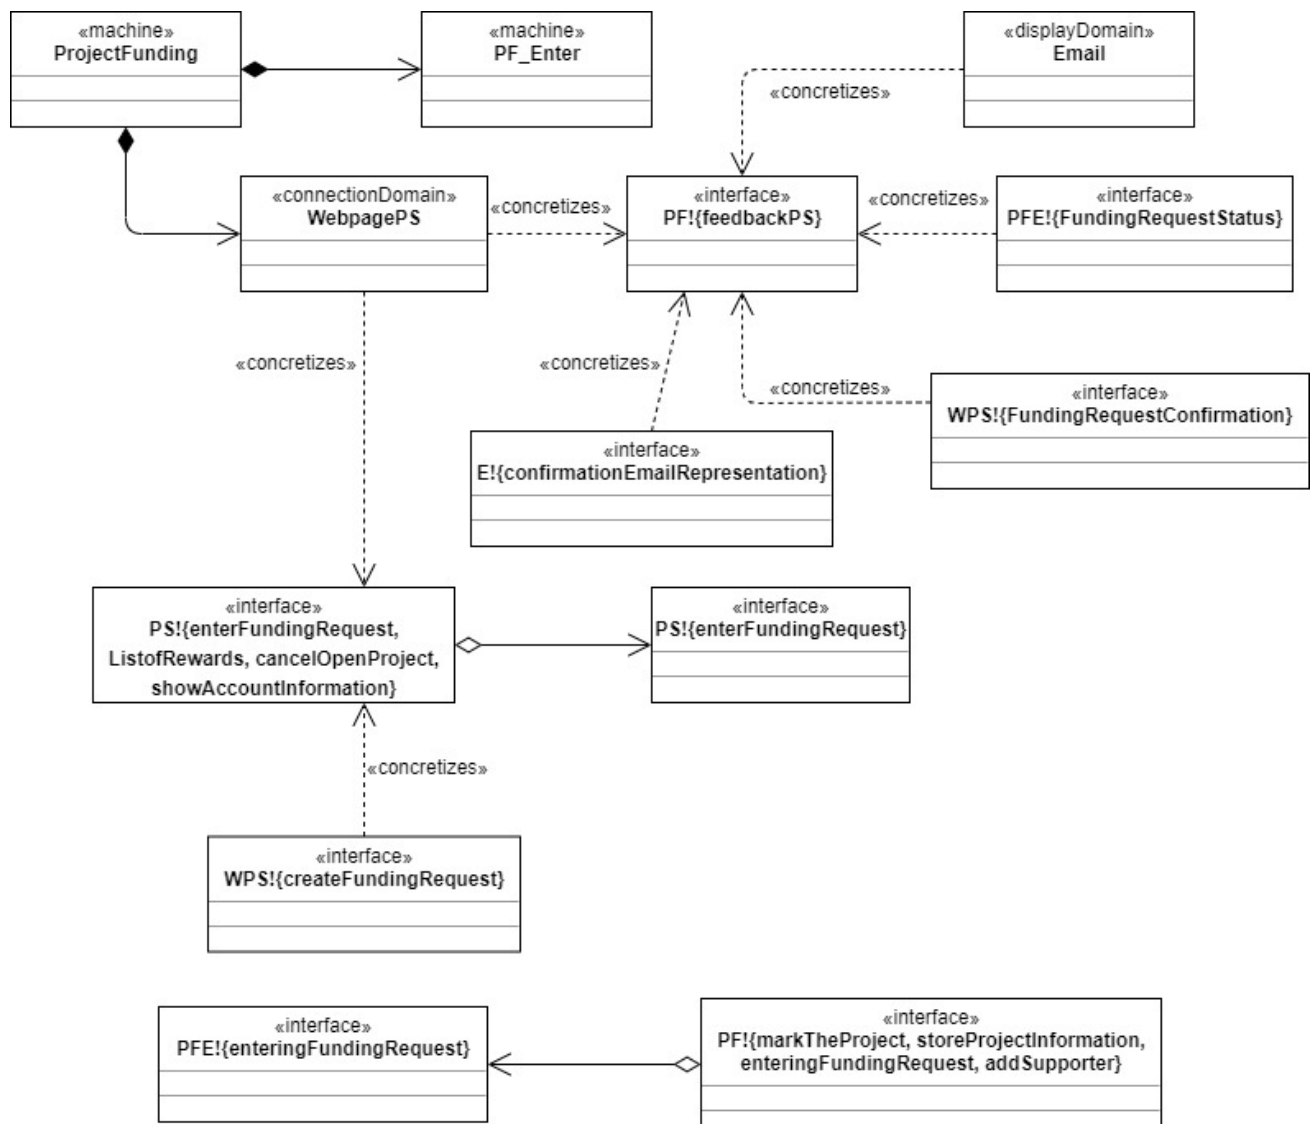 «machine»
ProjectFunding
«machine»
PF_Enter
«displayDomain»
Email
«concretizes»
«connectionDomain»
WebpagePS
«concretizes»
«interface»
PF!{feedbackPS}
«concretizes»
«interface»
PFE!{FundingRequestStatus}
«concretizes»
«concretizes»
«concretizes»
«interface»
WPS!{FundingRequestConfirmation}
«interface»
E!{confirmationEmailRepresentation}
«interface»
PS!{enterFundingRequest,
ListofRewards, cancelOpenProject,
showAccountInformation}
«interface»
PS!{enterFundingRequest}
«concretizes»
«interface»
WPS!{createFundingRequest}
«interface»
PFE!{enteringFundingRequest}
«interface»
PF!{markTheProject, storeProjectInformation,
enteringFundingRequest, addSupporter}